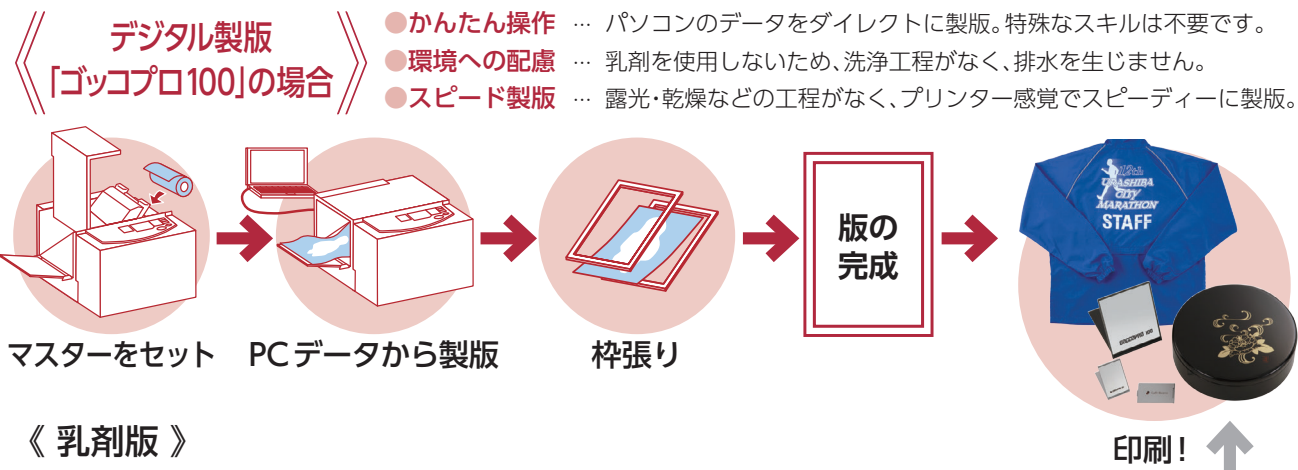 デジタル製版
「ゴッコプロ100」の場合
●かんたん操作 … パソコンのデータをダイレクトに製版。特殊なスキルは不要です。
●環境への配慮 … 乳剤を使用しないため、洗浄工程がなく、排水を生じません。
●スピード製版 … 露光・乾燥などの工程がなく、プリンター感覚でスピーディーに製版。
マスターをセット
PCデータから製版
枠張り
版の
完成
12th
URASHIBA
CITY
MARATHON
STAFF
GOCCOPRO 100
印刷！
《 乳剤版 》